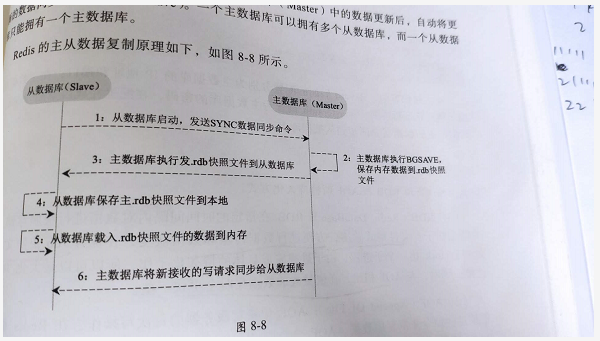 的数据
(Master)中的数据更新后，自动将更
个主数据库可以拥有多个从数据库，而一个从数据
只能拥有一个主数据库。
Redis 的主从数据复制原理如下，如图 8-8 所示。
从数据库(Slave)
主数据库(Master)
1：从数据库启动，发送SYNC数据同步命令
2：主数据库执行BGSAVE，
保存内存数据到.rdb快照
文件
3：主数据库执行发.rdb快照文件到从数据库
4：从数据库保存主.rdb快照文件到本地
5：从数据库载入.rdb快照文件的数据到内存
6：主数据库将新接收的写请求同步给从数据库
图 8-8
2
22